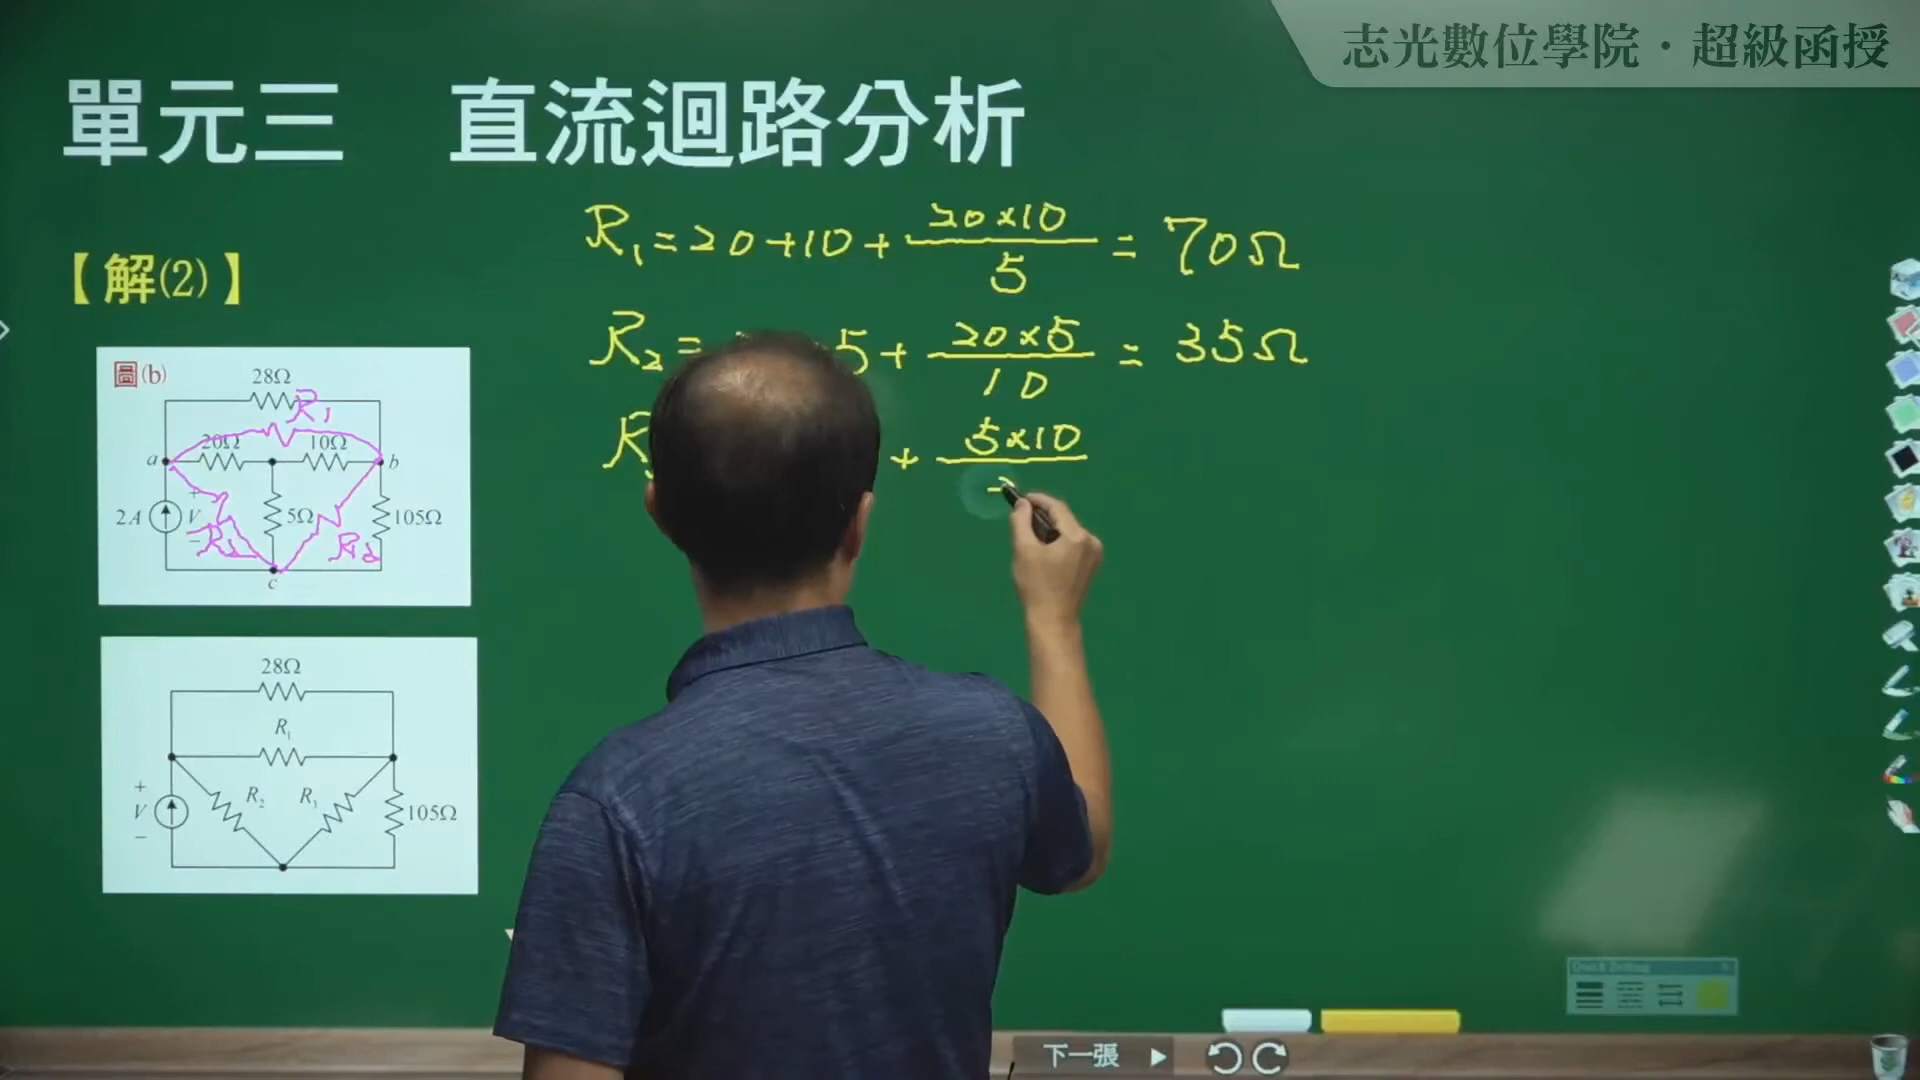 志光數位學院・超級函授
單元三 直流迴路分析
【解(2)】
R₁=20+10+ 20×10/5 = 70Ω
R₂= 5+ 20×5/10 = 35Ω
R + 5×10
圖(b)
28Ω
R₁
20Ω 10Ω
a b
2A + V − 5Ω 105Ω
R₂
c
28Ω
R₁
+ V − R₂ 105Ω
下一張